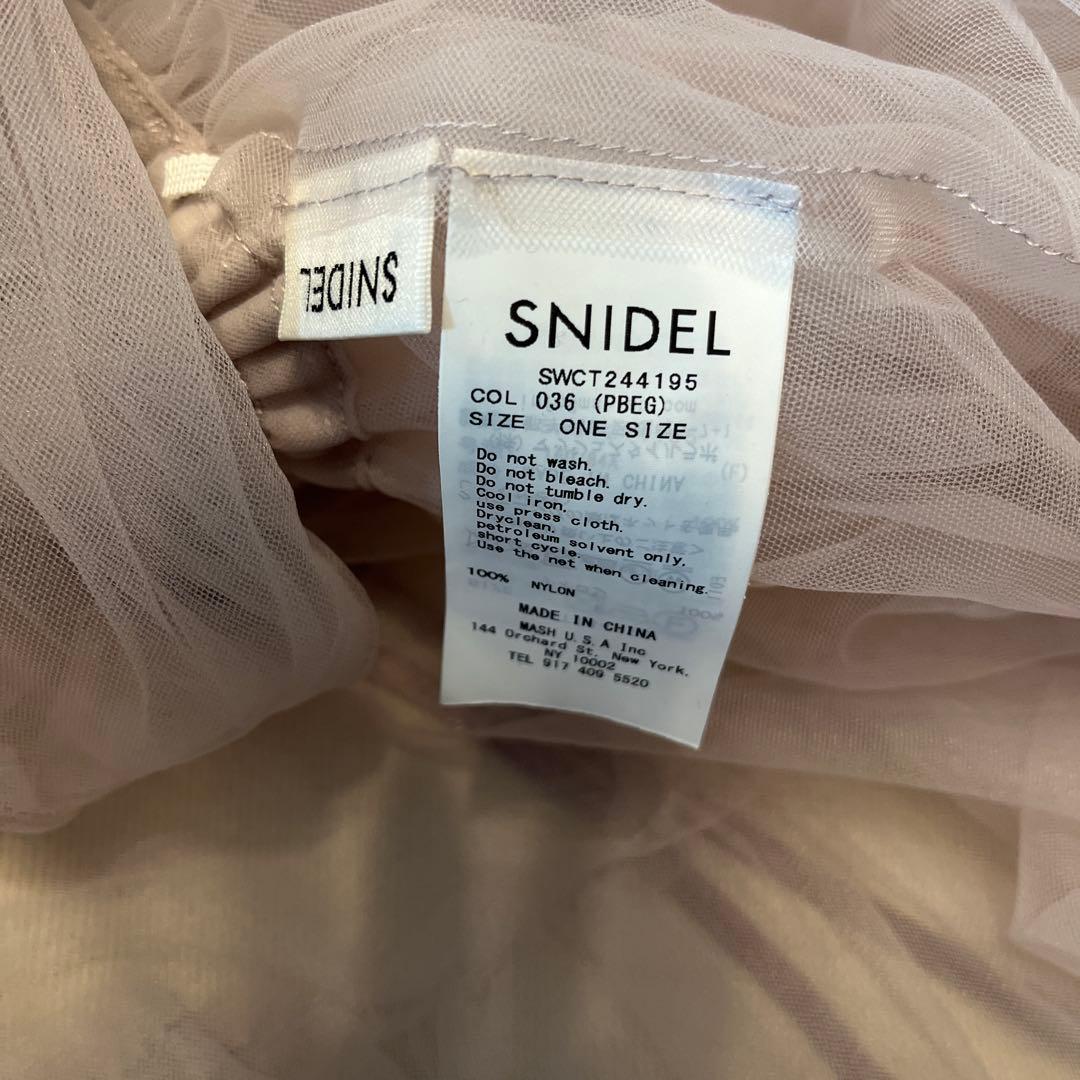 SNIDEL
SNIDEL
SWCT244195
COL 036 (PBEG)
SIZE ONE SIZE
Do not wash.
Do not bleach.
Do not tumble dry.
Cool iron,
use press cloth.
Dryclean,
petroleum solvent only,
short cycle.
Use the net when cleaning.
100% NYLON
MADE IN CHINA
MASH U.S.A Inc
144 Orchard St. New York,
NY 10002
TEL 917 409 5520